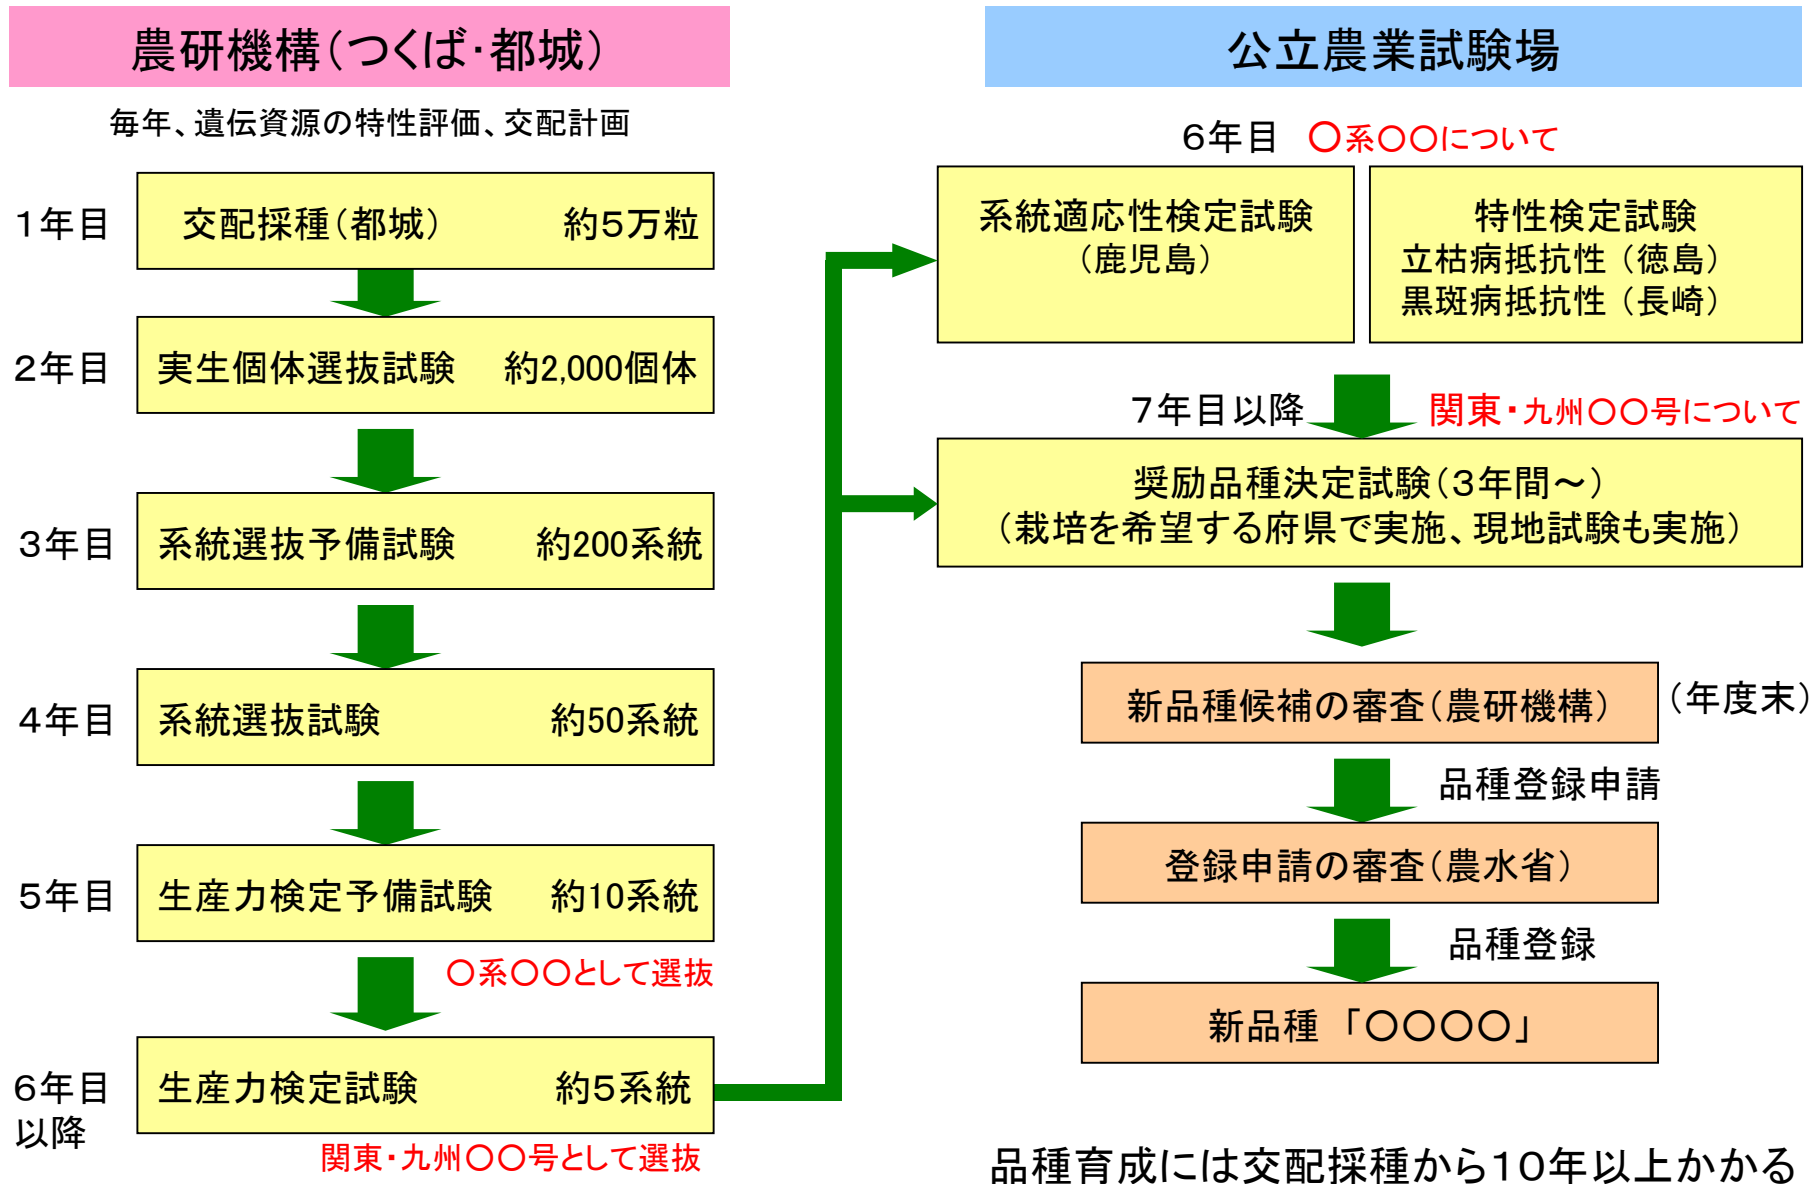 農研機構（つくば・都城）
毎年、遺伝資源の特性評価、交配計画
1年目
交配採種（都城） 約5万粒
2年目
実生個体選抜試験 約2,000個体
3年目
系統選抜予備試験 約200系統
4年目
系統選抜試験 約50系統
5年目
生産力検定予備試験 約10系統
〇系〇〇として選抜
6年目
以降
生産力検定試験 約5系統
関東・九州〇〇号として選抜
公立農業試験場
6年目 〇系〇〇について
系統適応性検定試験
（鹿児島）
特性検定試験
立枯病抵抗性（徳島）
黒斑病抵抗性（長崎）
7年目以降 関東・九州〇〇号について
奨励品種決定試験（3年間～）
（栽培を希望する府県で実施、現地試験も実施）
新品種候補の審査（農研機構）
（年度末）
品種登録申請
登録申請の審査（農水省）
品種登録
新品種「〇〇〇〇」
品種育成には交配採種から10年以上かかる